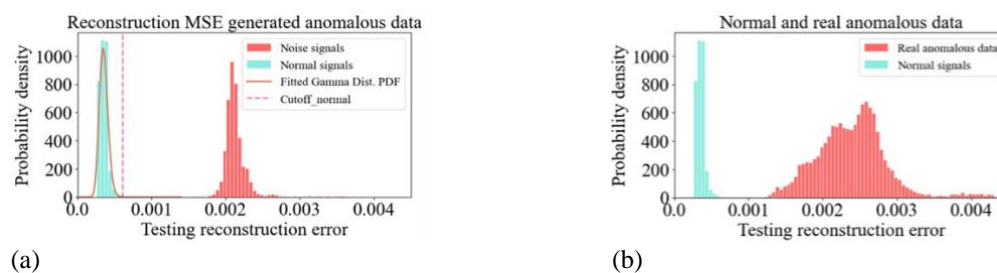 Reconstruction MSE generated anomalous data
Probability density
1000
800
600
400
200
0
Noise signals
Normal signals
Fitted Gamma Dist. PDF
Cutoff_normal
0.0 0.001 0.002 0.003 0.004
Testing reconstruction error
(a)
Normal and real anomalous data
Probability density
1000
800
600
400
200
0
Real anomalous data
Normal signals
0.0 0.001 0.002 0.003 0.004
Testing reconstruction error
(b)